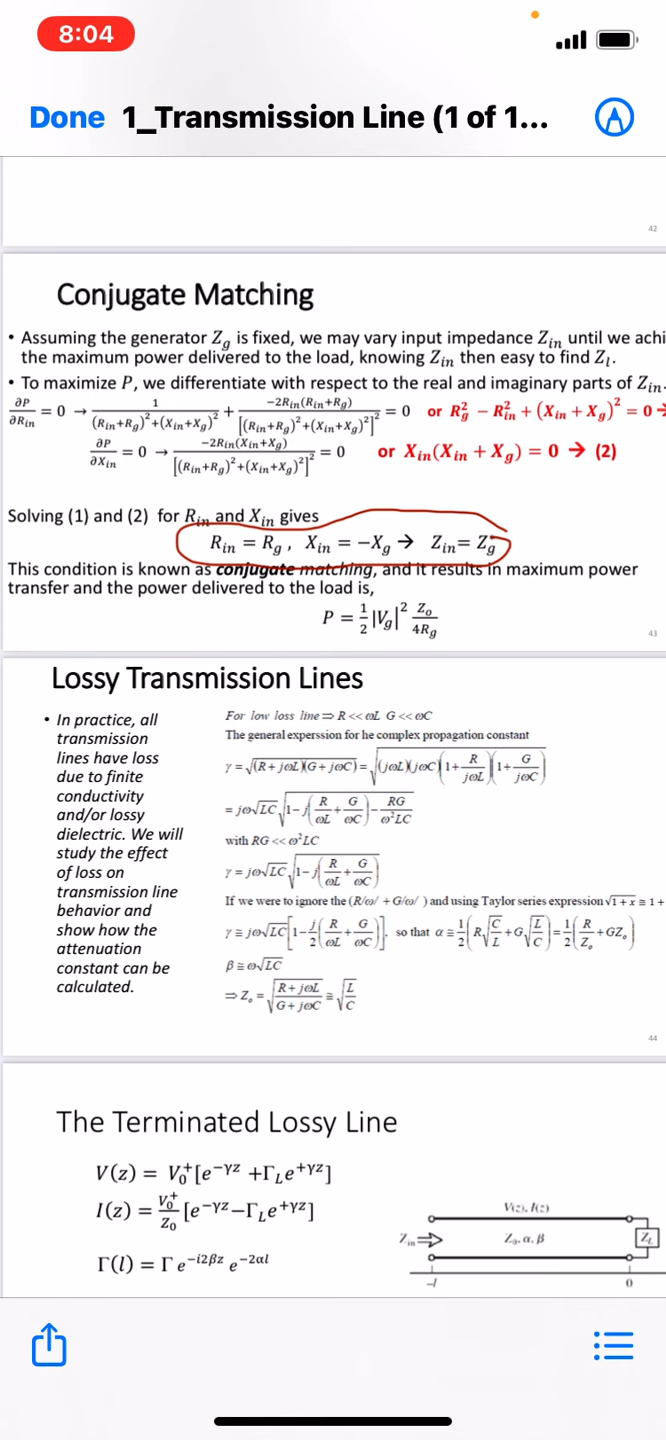 8:04
Done 1_Transmission Line (1 of 1...
42
Conjugate Matching
• Assuming the generator Z_g is fixed, we may vary input impedance Z_in until we achi
the maximum power delivered to the load, knowing Z_in then easy to find Z_l.
• To maximize P, we differentiate with respect to the real and imaginary parts of Z_in.
∂P/∂R_in = 0 → 1/((R_in+R_g)^2+(X_in+X_g)^2) + −2R_in(R_in+R_g)/[(R_in+R_g)^2+(X_in+X_g)^2]^2 = 0 or R_g^2 − R_in^2 + (X_in + X_g)^2 = 0 →
∂P/∂X_in = 0 → −2R_in(X_in+X_g)/[(R_in+R_g)^2+(X_in+X_g)^2]^2 = 0 or X_in(X_in + X_g) = 0 → (2)
Solving (1) and (2) for R_in and X_in gives
R_in = R_g , X_in = −X_g → Z_in = Z_g^*
This condition is known as conjugate matching, and it results in maximum power
transfer and the power delivered to the load is,
P = 1/2 |V_g|^2 Z_o/4R_g
43
Lossy Transmission Lines
• In practice, all
transmission
lines have loss
due to finite
conductivity
and/or lossy
dielectric. We will
study the effect
of loss on
transmission line
behavior and
show how the
attenuation
constant can be
calculated.
For low loss line ⇒ R << ωL G << ωC
The general experssion for he complex propagation constant
γ = √((R + jωL)(G + jωC)) = √((jωL)(jωC)(1 + R/jωL)(1 + G/jωC))
= jω√LC √(1 − j(R/ωL + G/ωC) − RG/ω²LC)
with RG << ω²LC
γ = jω√LC √(1 − j(R/ωL + G/ωC))
If we were to ignore the (R/ω/ + G/ω/ ) and using Taylor series expression √1 + x ≅ 1 +
γ ≅ jω√LC[1 − j/2(R/ωL + G/ωC)], so that α ≅ 1/2(R√(C/L) + G√(L/C)) = 1/2(R/Z_o + GZ_o)
β ≅ ω√LC
⇒ Z_o = √((R + jωL)/(G + jωC)) ≅ √(L/C)
44
The Terminated Lossy Line
V(z) = V_0^+[e^−γz +Γ_L e^+γz]
I(z) = V_0^+/Z_0 [e^−γz−Γ_L e^+γz]
Γ(l) = Γ e^−i2βz e^−2αl
V(z), I(z)
Z_in
Z_0, α, β
Z_L
−l
0